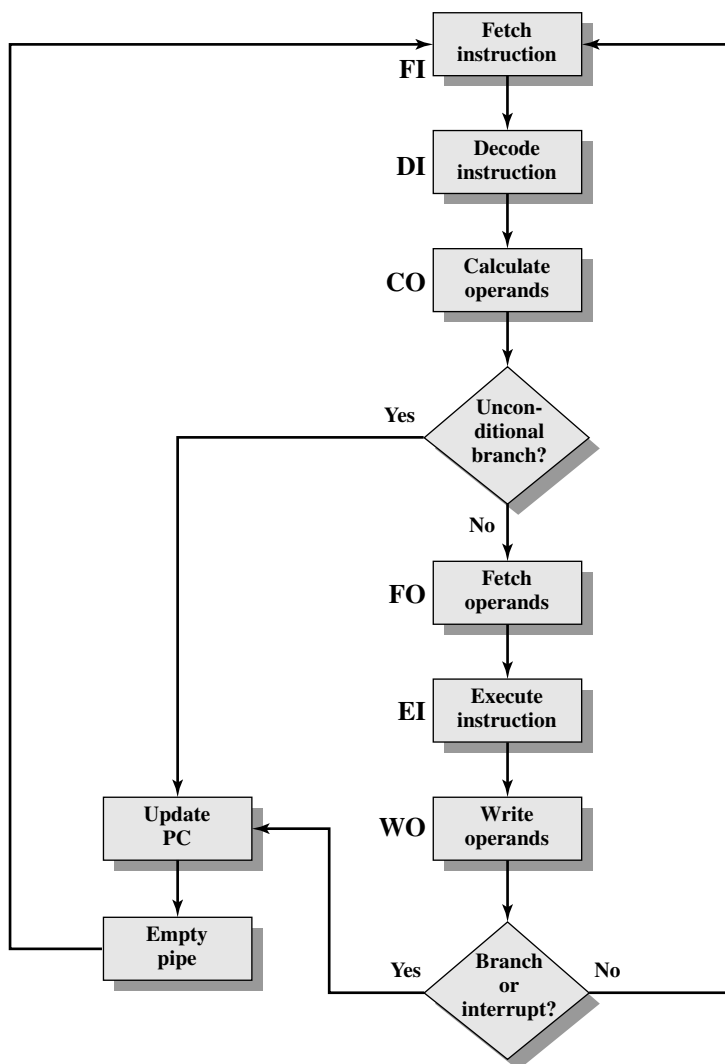 Fetch
instruction
FI
Decode
instruction
DI
Calculate
operands
CO
Yes
Uncon-
ditional
branch?
No
Fetch
operands
FO
Execute
instruction
EI
Update
PC
Write
operands
WO
Empty
pipe
Yes
Branch
or
interrupt?
No